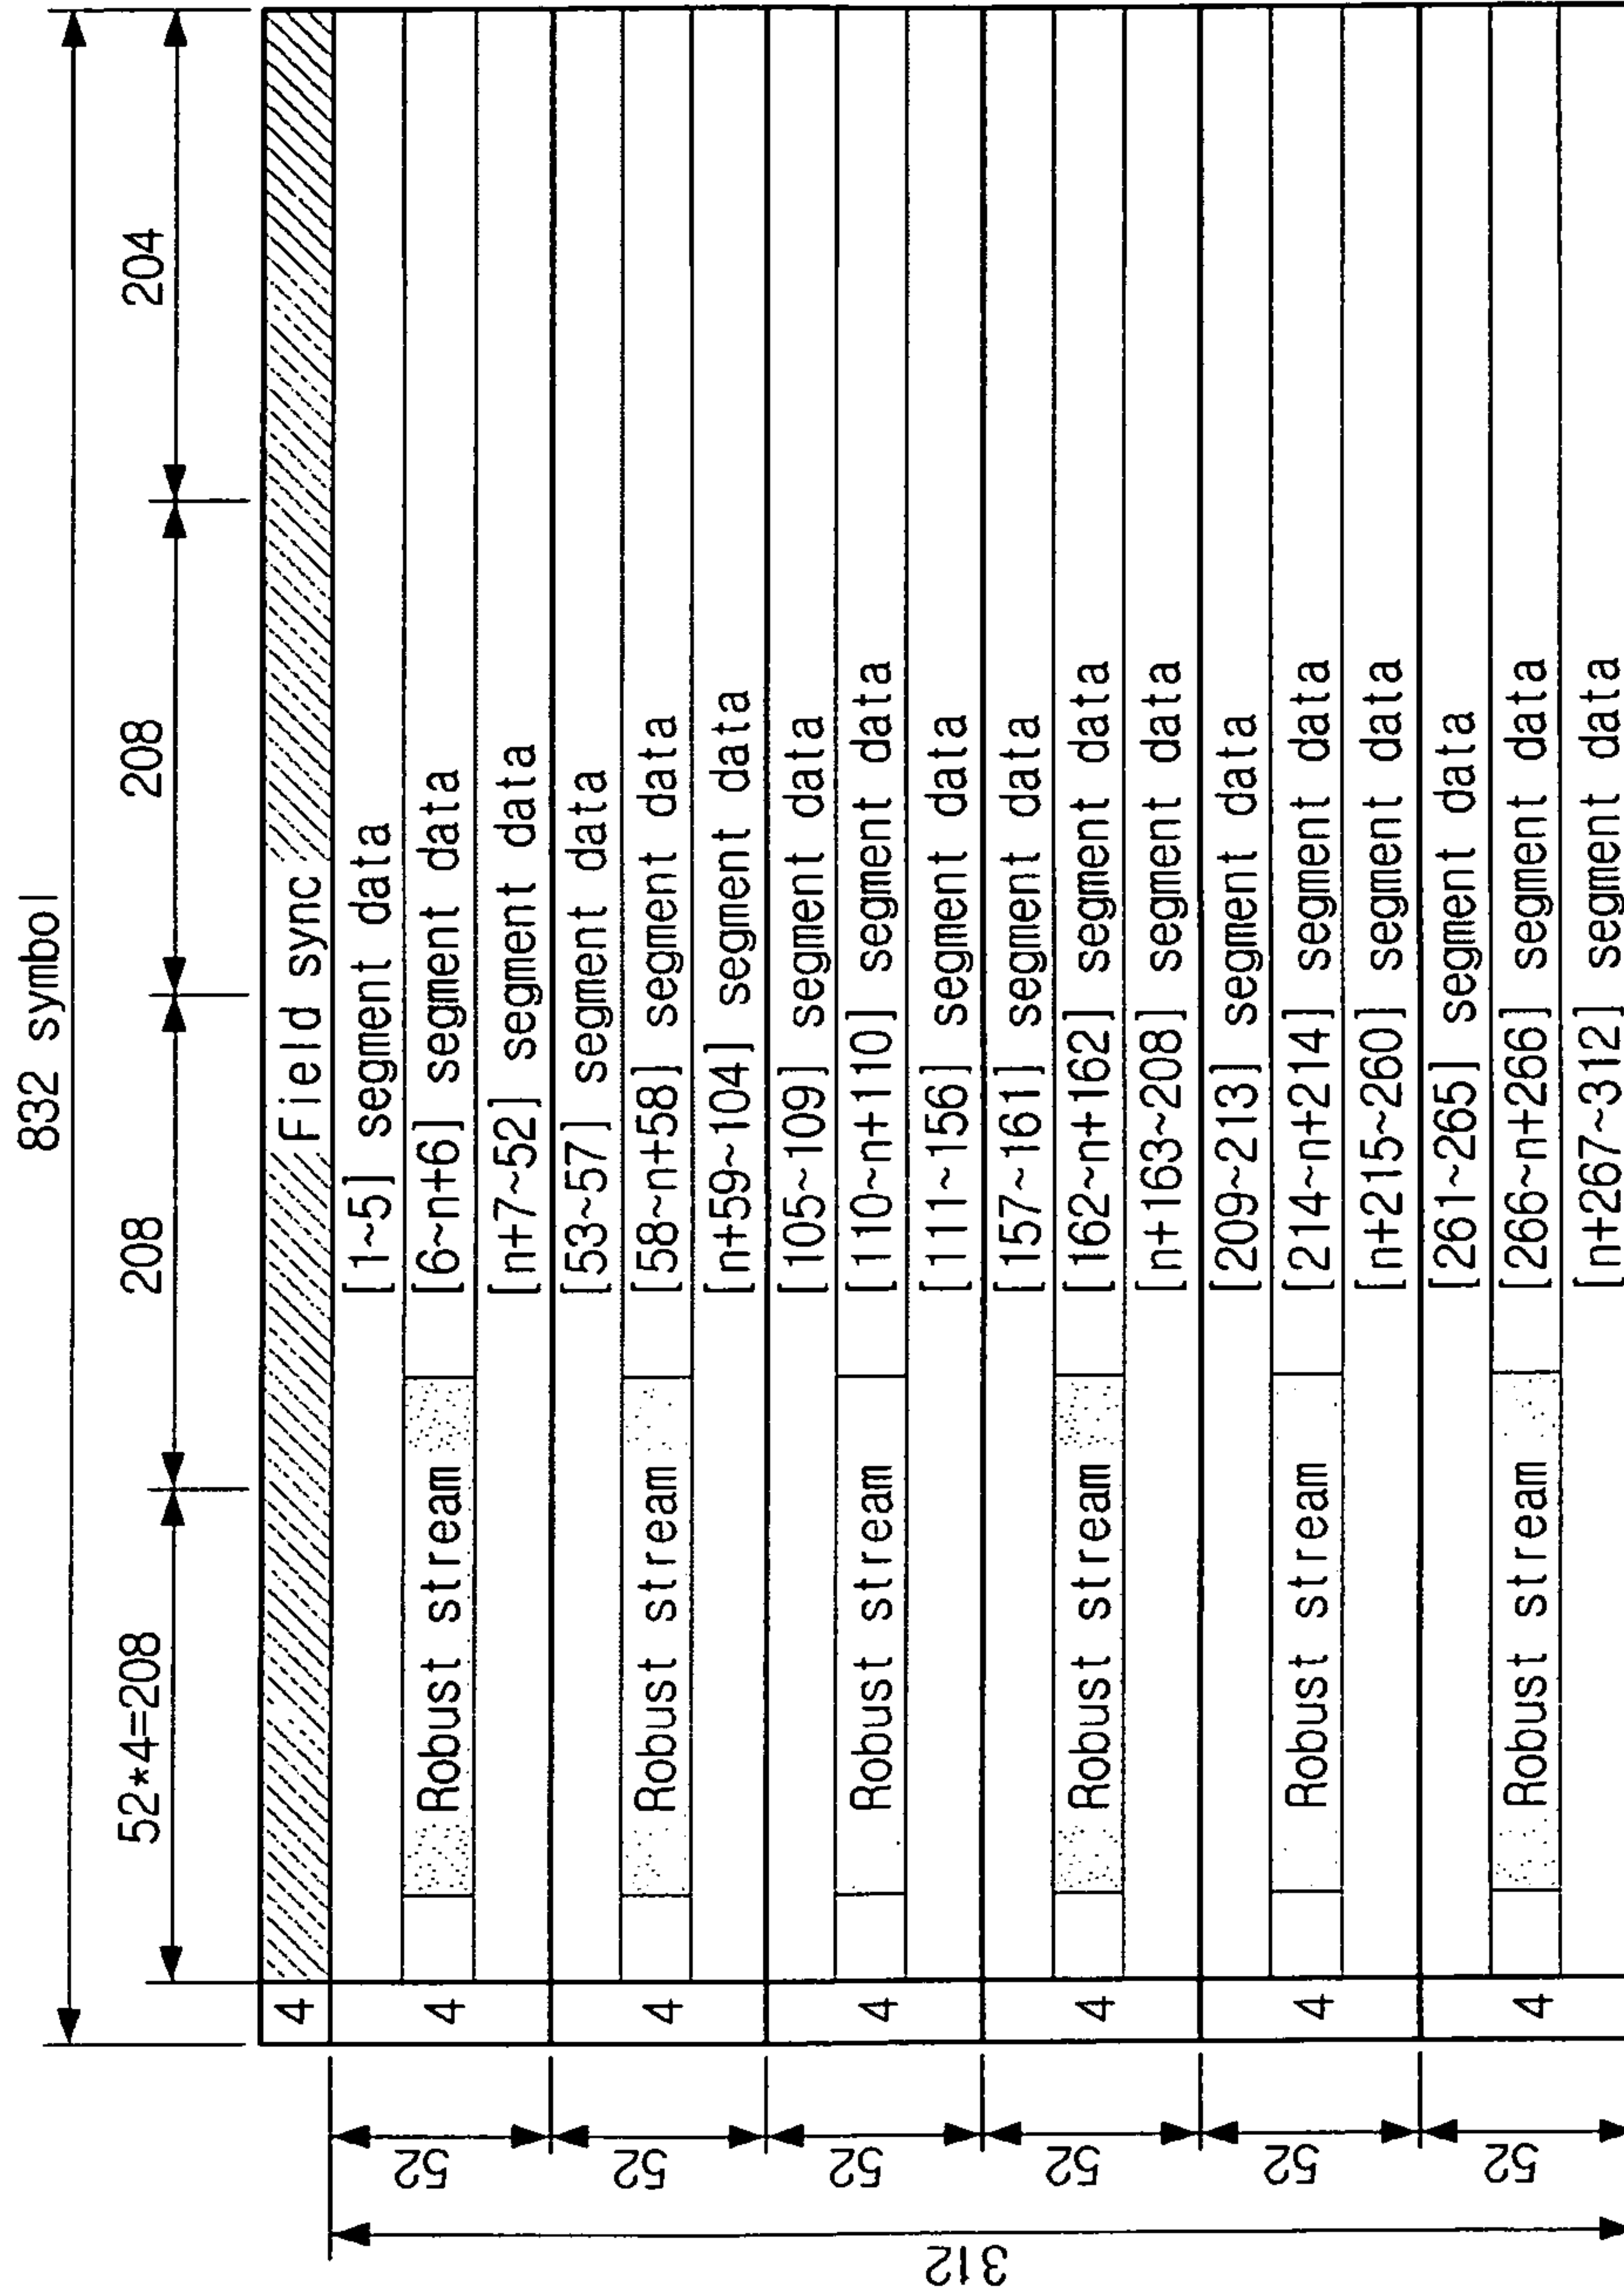 832 symbol
52*4=208
208
208
204
4
Field sync
[1~5] segment data
4
Robust stream
[6~n+6] segment data
[n+7~52] segment data
52
[53~57] segment data
4
Robust stream
[58~n+58] segment data
[n+59~104] segment data
52
[105~109] segment data
4
Robust stream
[110~n+110] segment data
[111~156] segment data
52
[157~161] segment data
4
Robust stream
[162~n+162] segment data
[n+163~208] segment data
52
[209~213] segment data
4
Robust stream
[214~n+214] segment data
[n+215~260] segment data
52
[261~265] segment data
4
Robust stream
[266~n+266] segment data
[n+267~312] segment data
52
312